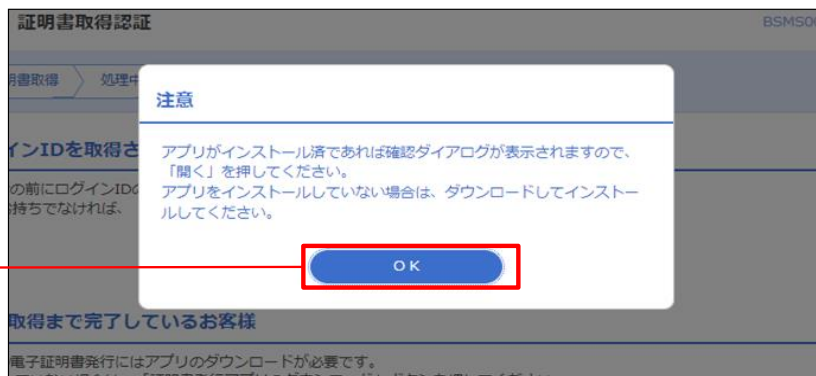 証明書取得認証
BSMS00
明書取得
処理中
注意
インIDを取得さ
アプリがインストール済であれば確認ダイアログが表示されますので、
「開く」を押してください。
の前にログインIDの
アプリをインストールしていない場合は、ダウンロードしてインストー
持ちでなければ、
ルしてください。
OK
取得まで完了しているお客様
電子証明書発行にはアプリのダウンロードが必要です。